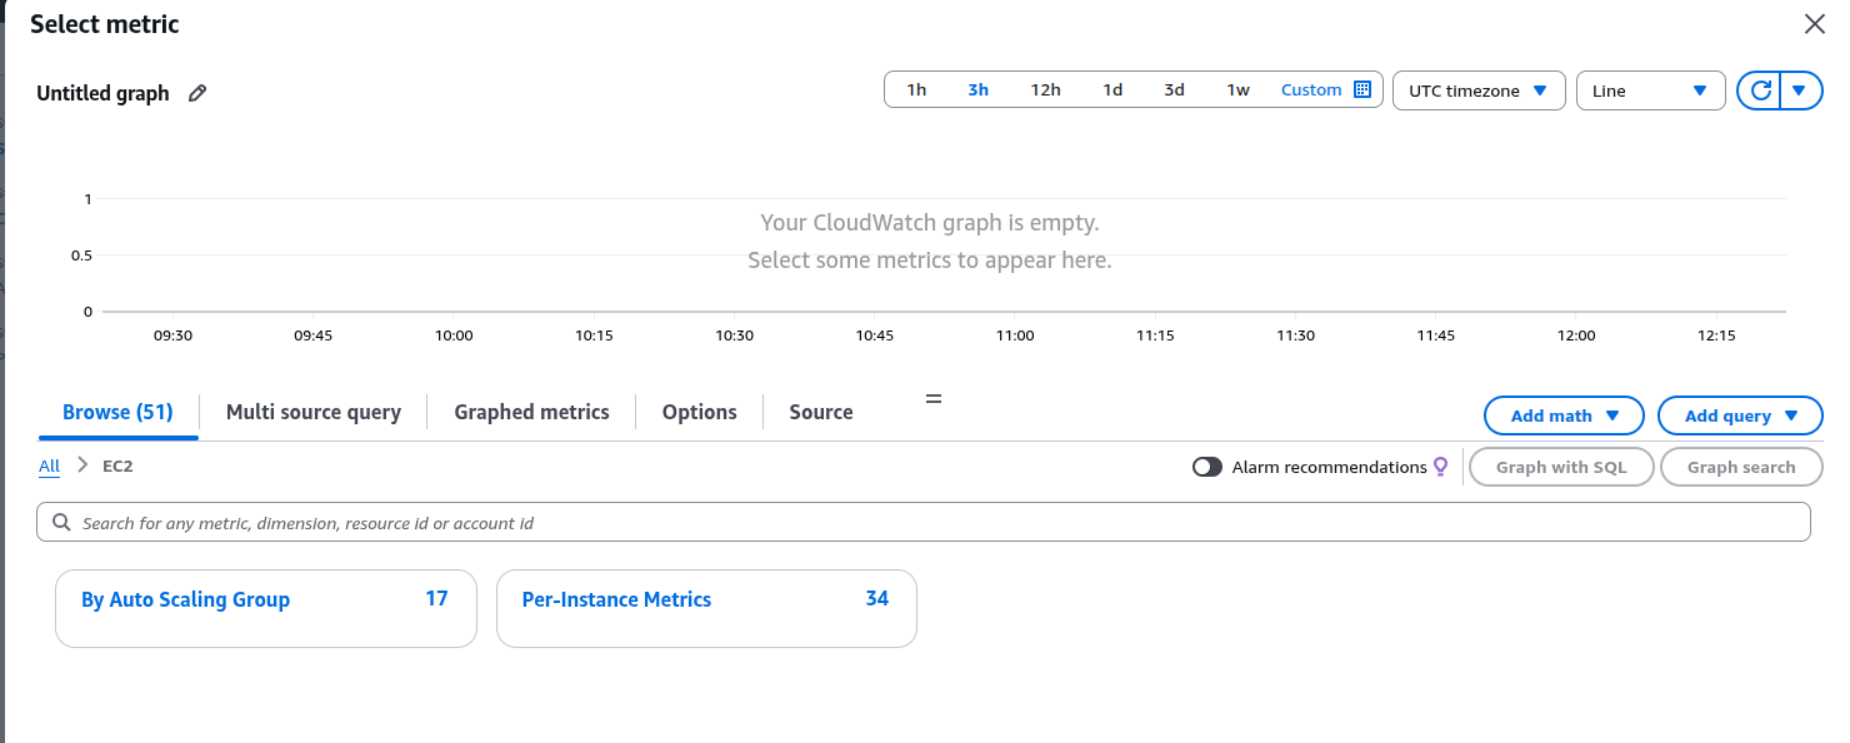 Select metric
Untitled graph
1h 3h 12h 1d 3d 1w Custom UTC timezone Line
1
Your CloudWatch graph is empty.
0.5
Select some metrics to appear here.
0
09:30 09:45 10:00 10:15 10:30 10:45 11:00 11:15 11:30 11:45 12:00 12:15
Browse (51) Multi source query Graphed metrics Options Source Add math Add query
All EC2 Alarm recommendations Graph with SQL Graph search
Search for any metric, dimension, resource id or account id
By Auto Scaling Group 17 Per-Instance Metrics 34